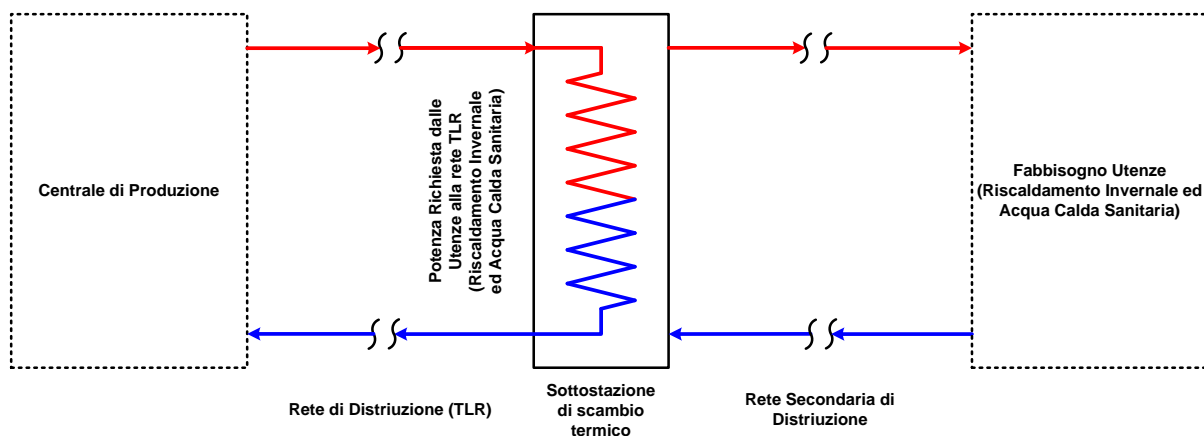 Centrale di Produzione
Potenza Richiesta dalle
Utenze alla rete TLR
(Riscaldamento Invernale
ed Acqua Calda Sanitaria)
Fabbisogno Utenze
(Riscaldamento Invernale ed
Acqua Calda Sanitaria)
Rete di Distriuzione (TLR)
Sottostazione
di scambio
termico
Rete Secondaria di
Distriuzione